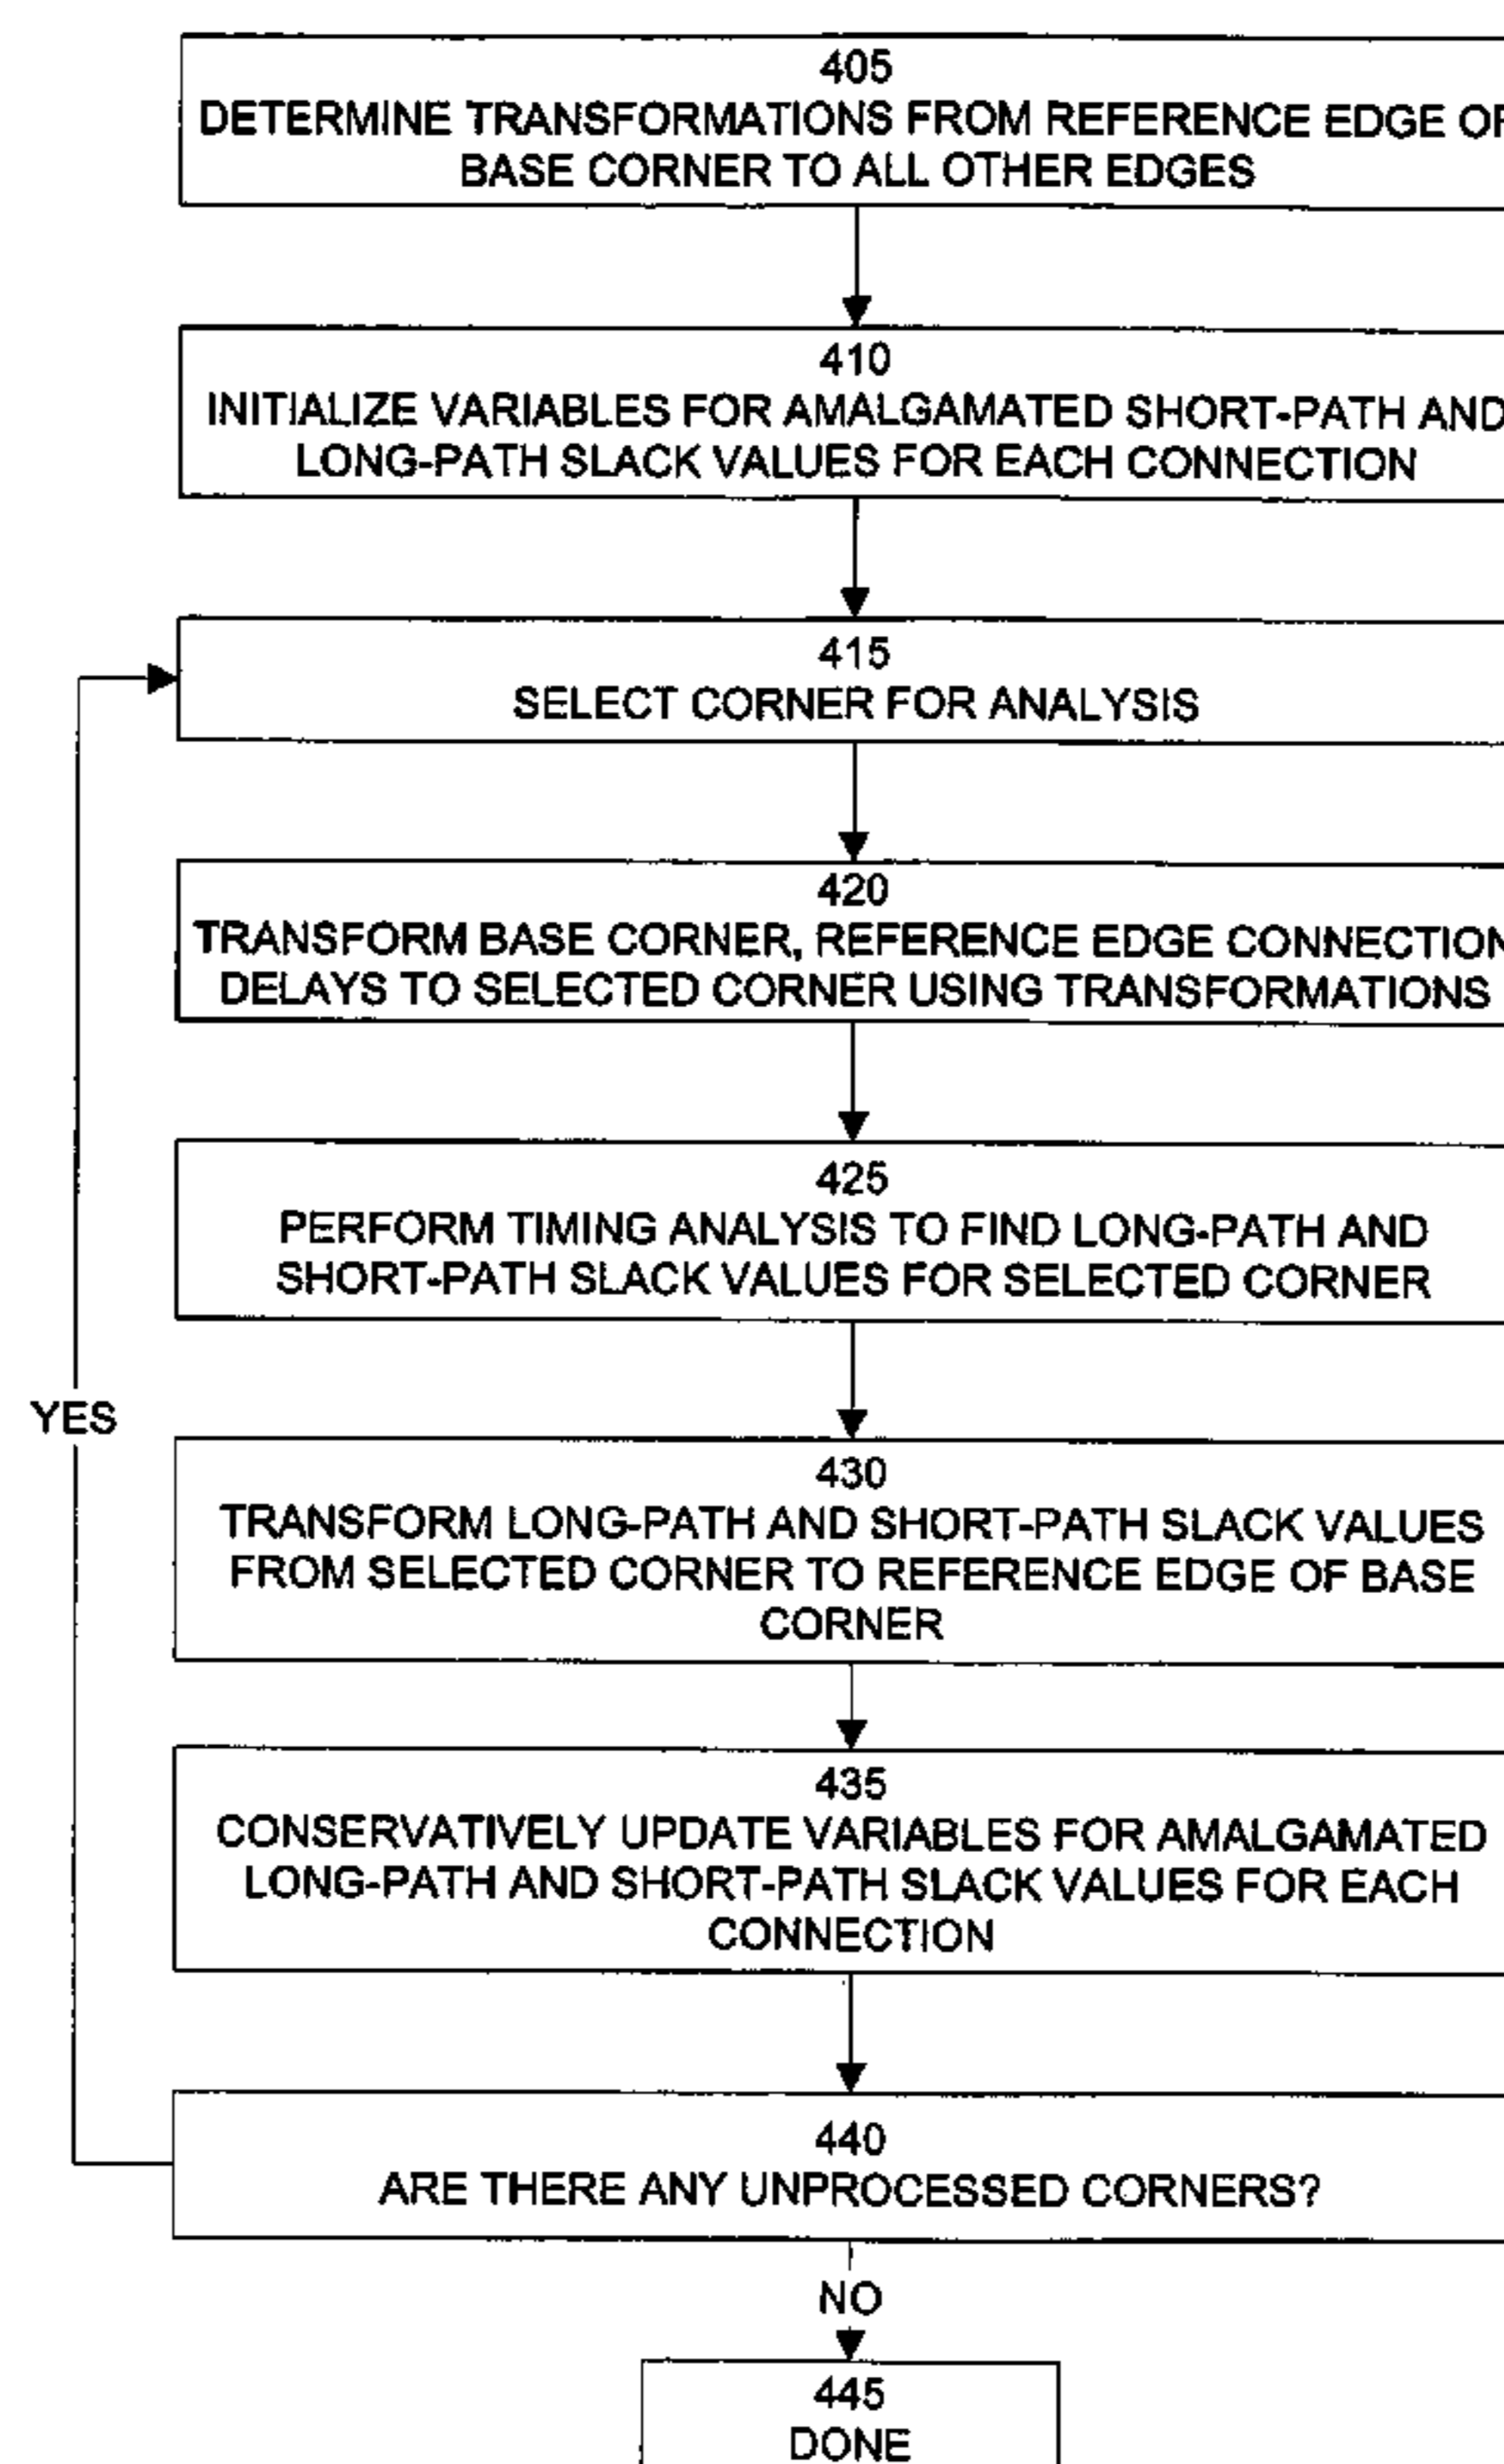 405
DETERMINE TRANSFORMATIONS FROM REFERENCE EDGE OF
BASE CORNER TO ALL OTHER EDGES
410
INITIALIZE VARIABLES FOR AMALGAMATED SHORT-PATH AND
LONG-PATH SLACK VALUES FOR EACH CONNECTION
415
SELECT CORNER FOR ANALYSIS
420
TRANSFORM BASE CORNER, REFERENCE EDGE CONNECTION
DELAYS TO SELECTED CORNER USING TRANSFORMATIONS
425
PERFORM TIMING ANALYSIS TO FIND LONG-PATH AND
SHORT-PATH SLACK VALUES FOR SELECTED CORNER
YES
430
TRANSFORM LONG-PATH AND SHORT-PATH SLACK VALUES
FROM SELECTED CORNER TO REFERENCE EDGE OF BASE
CORNER
435
CONSERVATIVELY UPDATE VARIABLES FOR AMALGAMATED
LONG-PATH AND SHORT-PATH SLACK VALUES FOR EACH
CONNECTION
440
ARE THERE ANY UNPROCESSED CORNERS?
NO
445
DONE